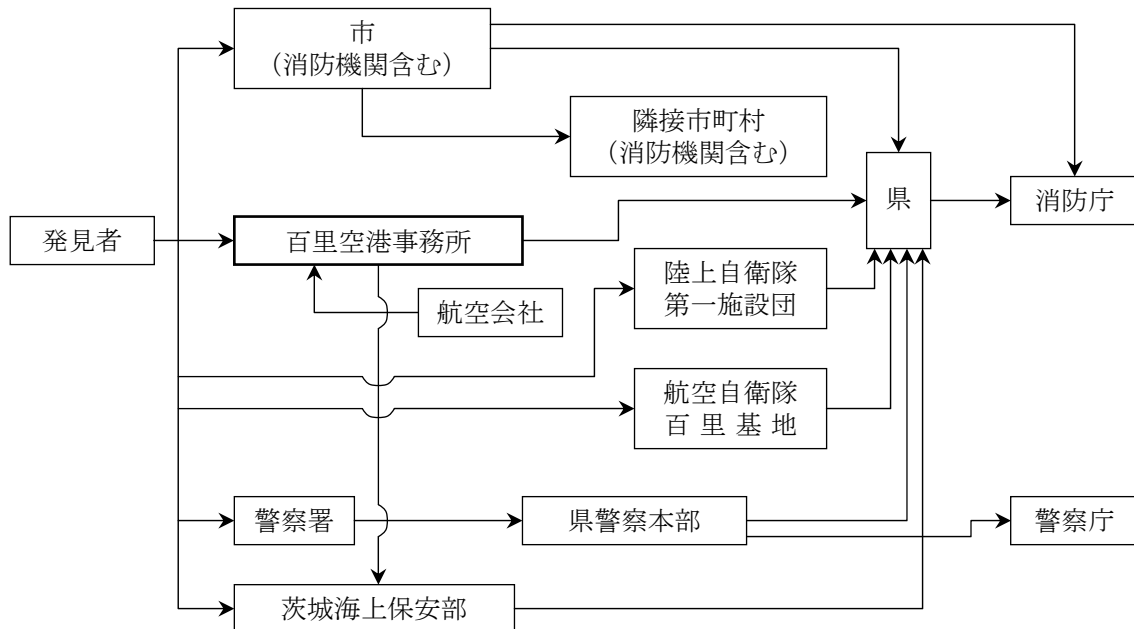 市
（消防機関含む）
隣接市町村
（消防機関含む）
県
消防庁
発見者
百里空港事務所
陸上自衛隊
第一施設団
航空会社
航空自衛隊
百里基地
警察署
県警察本部
警察庁
茨城海上保安部